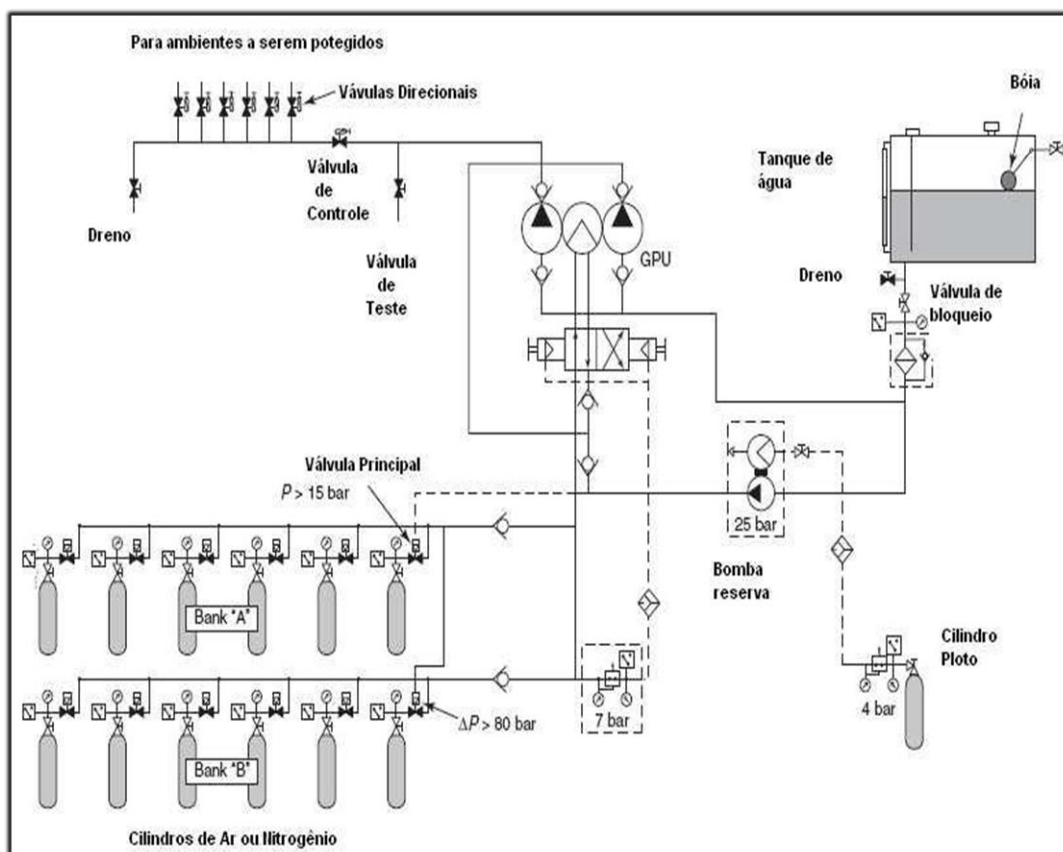 Para ambientes a serem potegidos
Vávulas Direcionais
Bóia
Tanque de
água
Válvula
de
Controle
Dreno
Válvula
de
Teste
GPU
Dreno
Válvula de
bloqueio
Válvula Principal
P > 15 bar
25 bar
Bomba
reserva
Bank "A"
Cilindro
Ploto
4 bar
7 bar
ΔP > 80 bar
Bank "B"
Cilindros de Ar ou Nitrogênio